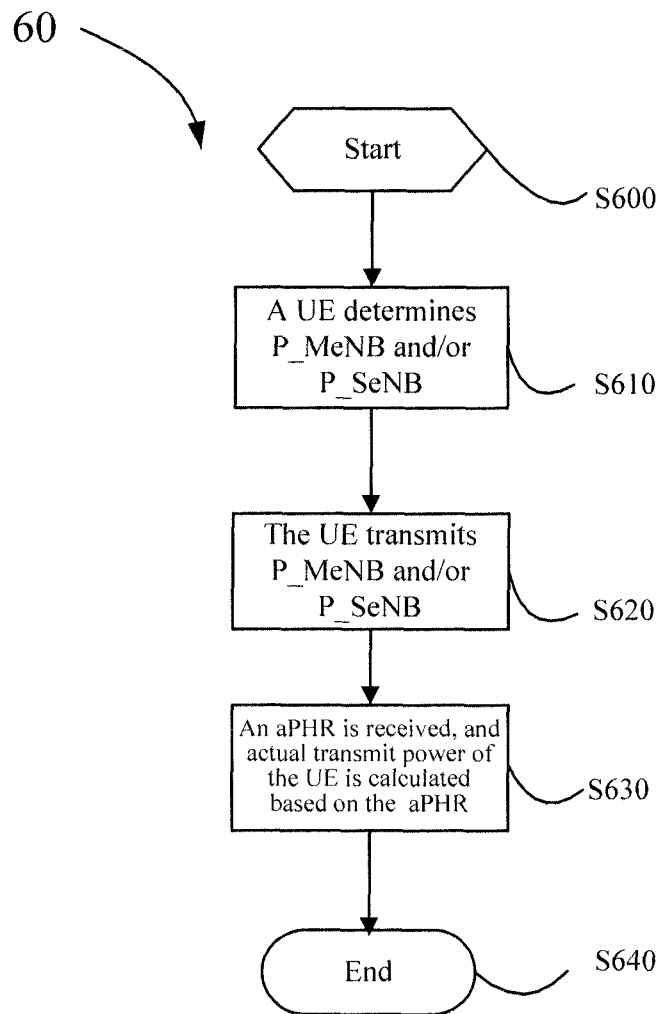 60
Start
S600
A UE determines
P_MeNB and/or
P_SeNB
S610
The UE transmits
P_MeNB and/or
P_SeNB
S620
An aPHR is received, and
actual transmit power of
the UE is calculated
based on the aPHR
S630
End
S640